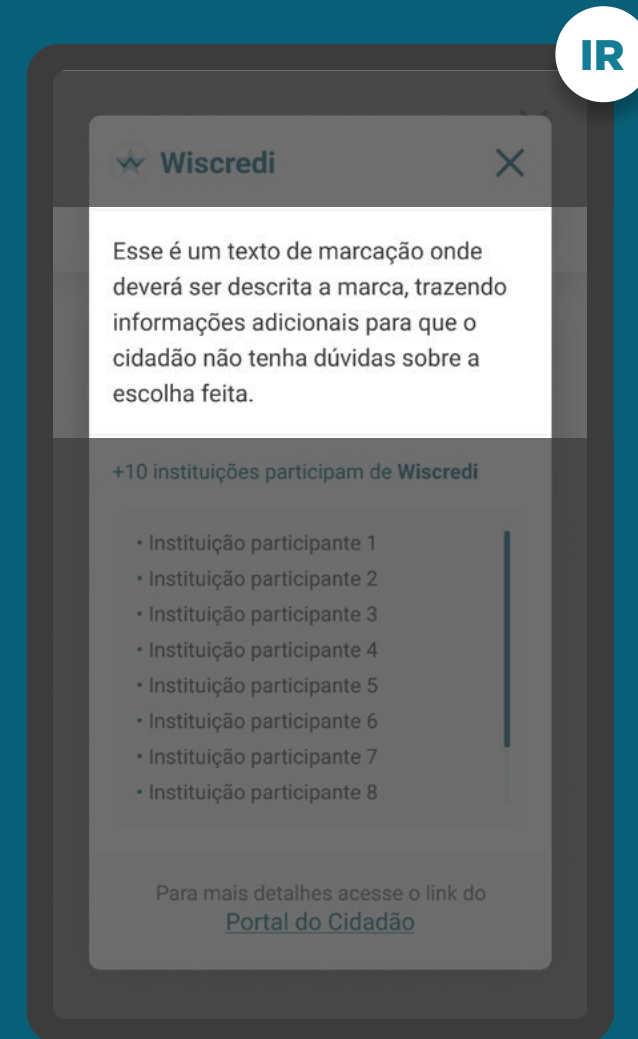 IR
Wiscredi
Esse é um texto de marcação onde
deverá ser descrita a marca, trazendo
informações adicionais para que o
cidadão não tenha dúvidas sobre a
escolha feita.
+10 instituições participam de Wiscredi
• Instituição participante 1
• Instituição participante 2
• Instituição participante 3
• Instituição participante 4
• Instituição participante 5
• Instituição participante 6
• Instituição participante 7
• Instituição participante 8
Para mais detalhes acesse o link do
Portal do Cidadão